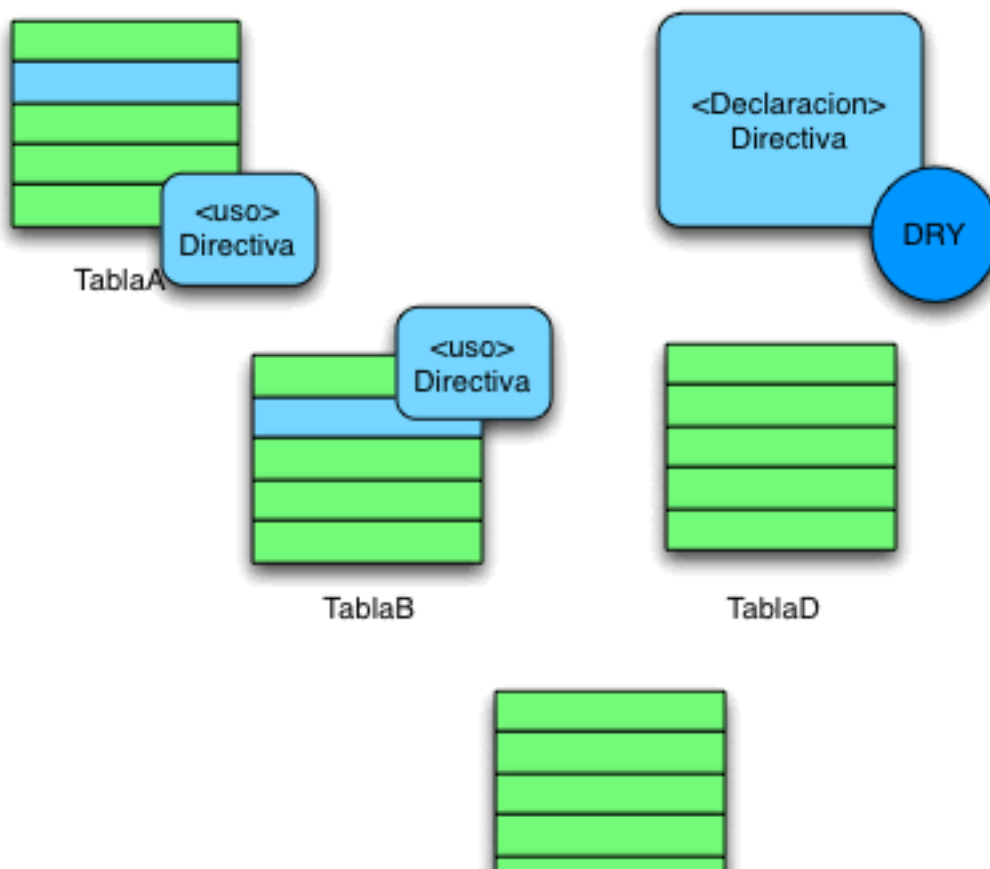 <Declaracion>
Directiva
DRY
<uso>
Directiva
TablaA
<uso>
Directiva
TablaB
TablaD